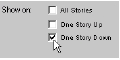 Show on: All Stories
One Story Up
One Story Down